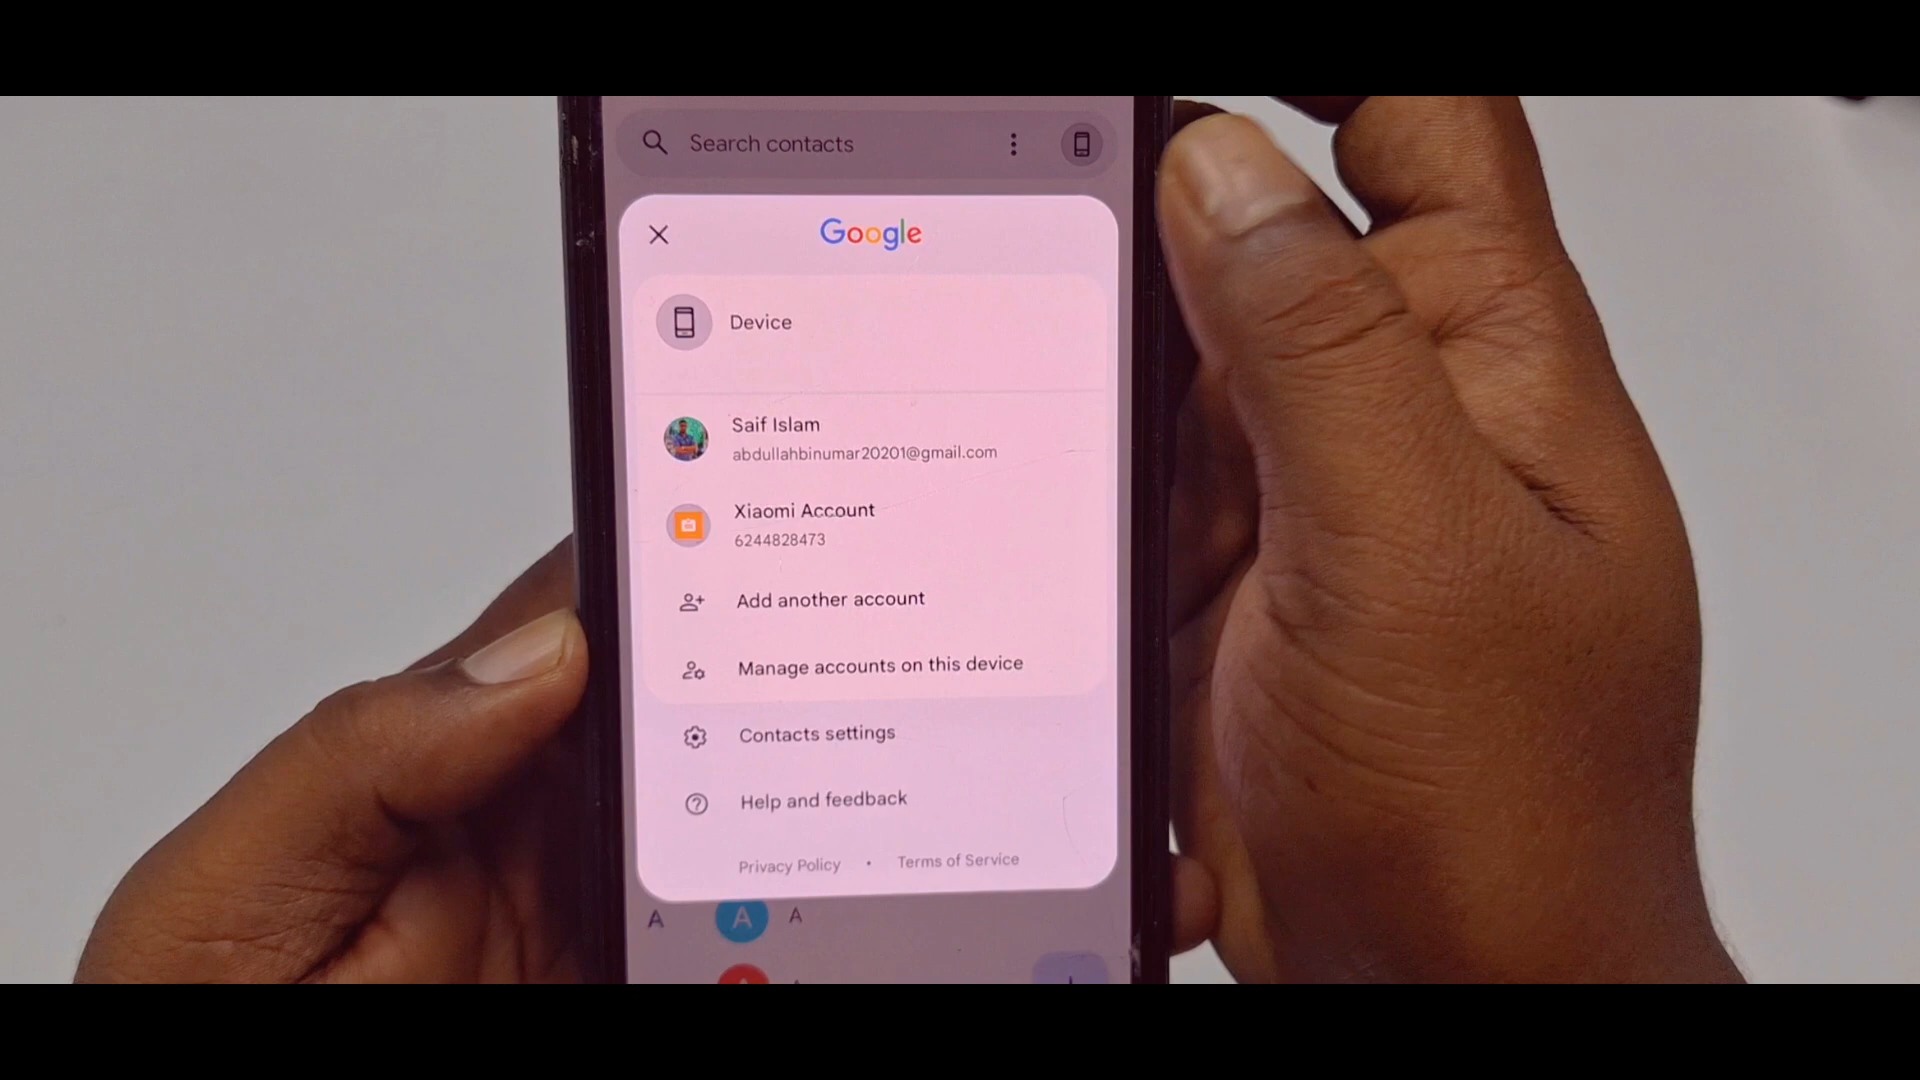 Search contacts
Google
Device
Saif Islam
abdullahbinumar20201@gmail.com
Xiaomi Account
6244828473
Add another account
Manage accounts on this device
Contacts settings
Help and feedback
Privacy Policy • Terms of Service
A A A